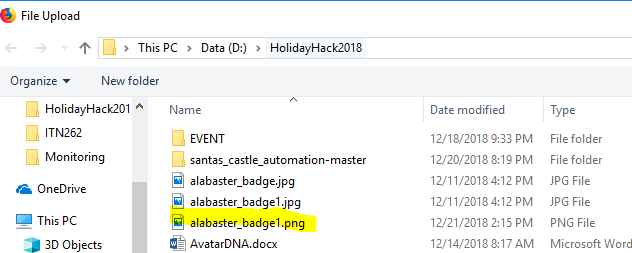 File Upload
This PC > Data (D:) > HolidayHack2018
Organize New folder
HolidayHack201
ITN262
Monitoring
OneDrive
This PC
3D Objects
Name Date modified Type
EVENT 12/18/2018 9:33 PM File folder
santas_castle_automation-master 12/20/2018 8:19 PM File folder
alabaster_badge.jpg 12/11/2018 4:12 PM JPG File
alabaster_badge1.jpg 12/11/2018 4:12 PM JPG File
alabaster_badge1.png 12/21/2018 2:15 PM PNG File
AvatarDNA.docx 12/14/2018 8:17 AM Microsoft Word